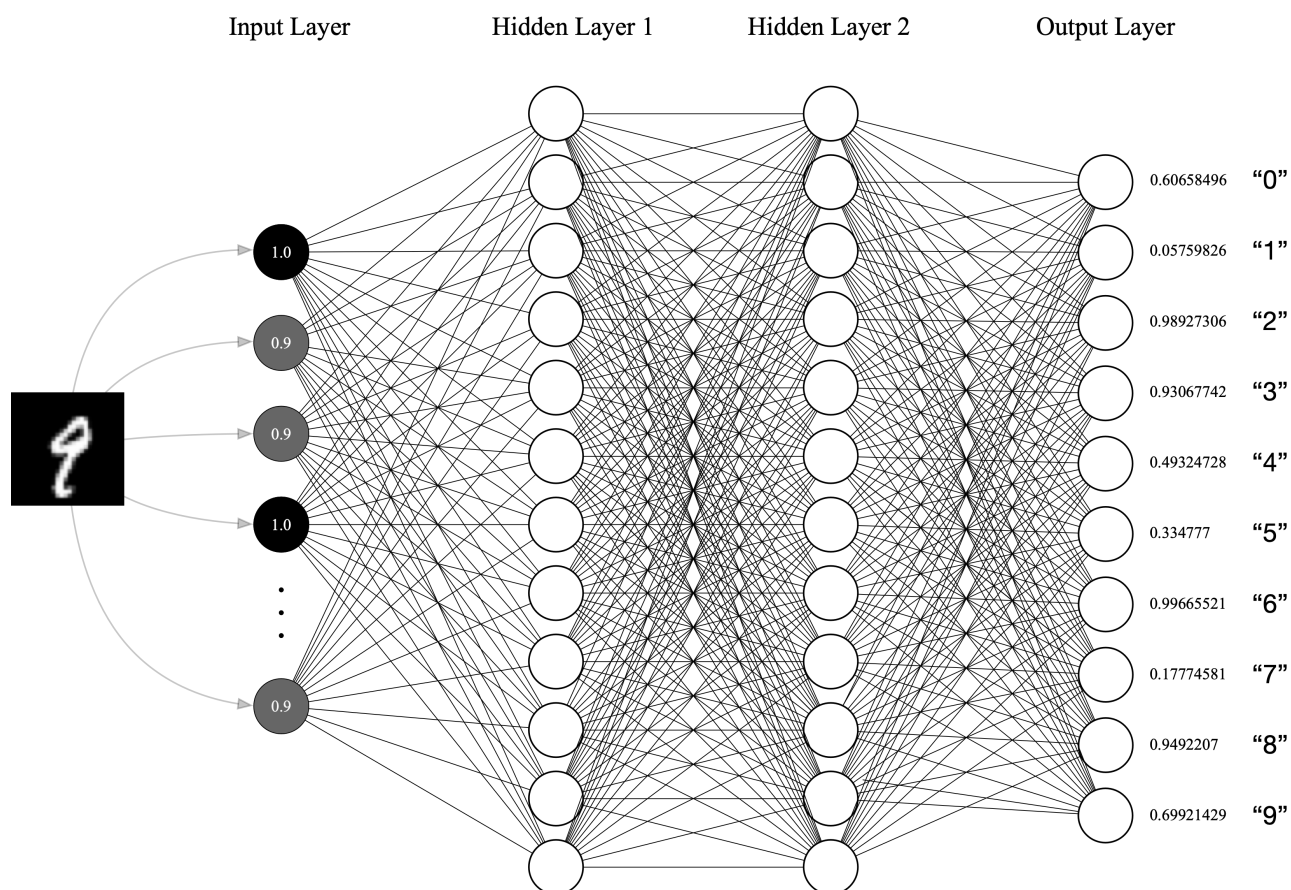 Input Layer Hidden Layer 1 Hidden Layer 2 Output Layer
0.60658496 “0”
1.0 0.05759826 “1”
0.9 0.98927306 “2”
0.93067742 “3”
0.9 0.49324728 “4”
1.0 0.334777 “5”
0.99665521 “6”
0.9 0.17774581 “7”
0.9492207 “8”
0.69921429 “9”